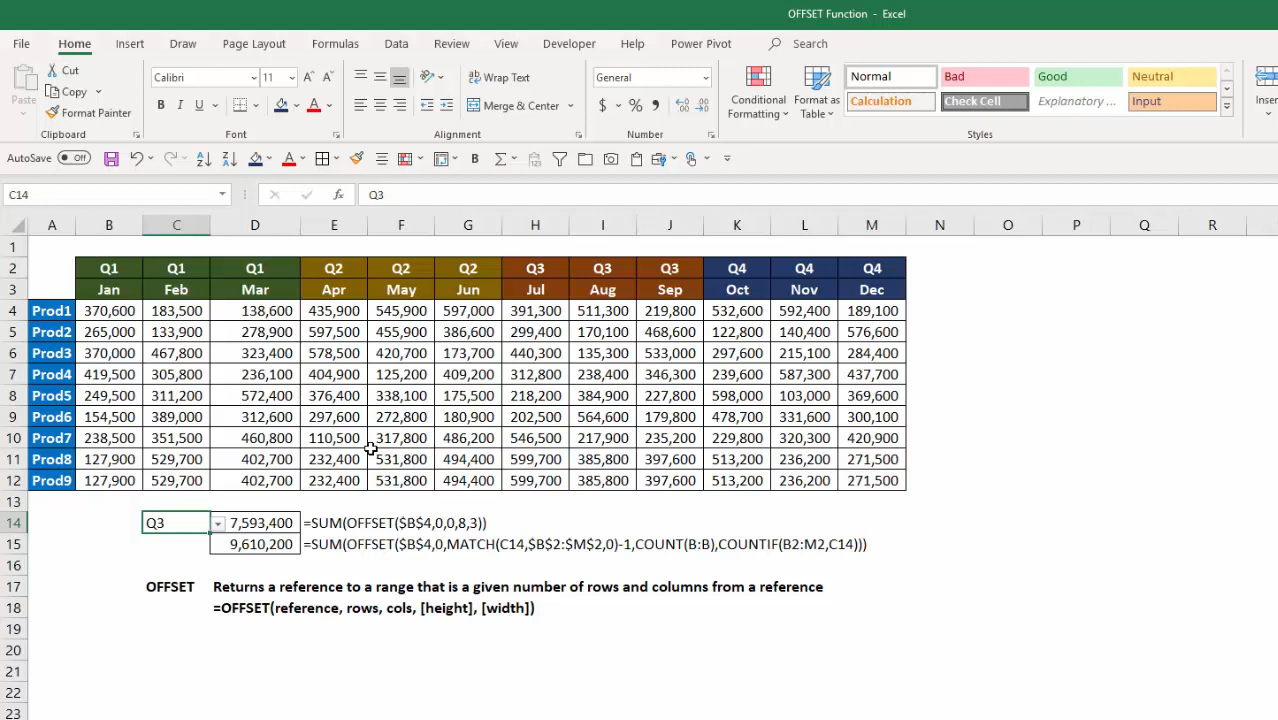 OFFSET Function - Excel
File Home Insert Draw Page Layout Formulas Data Review View Developer Help Power Pivot Search
Paste Cut Copy Format Painter
Calibri 11 B I U
Wrap Text Merge & Center
General $ %
Conditional Formatting Format as Table
Normal Bad Good Neutral
Calculation Check Cell Explanatory ... Input
Clipboard Font Alignment Number Styles
AutoSave Off B
C14 fx Q3
A B C D E F G H I J K L M N O P Q R
1
2 Q1 Q1 Q1 Q2 Q2 Q2 Q3 Q3 Q3 Q4 Q4 Q4
3 Jan Feb Mar Apr May Jun Jul Aug Sep Oct Nov Dec
4 Prod1 370,600 183,500 138,600 435,900 545,900 597,000 391,300 511,300 219,800 532,600 592,400 189,100
5 Prod2 265,000 133,900 278,900 597,500 455,900 386,600 299,400 170,100 468,600 122,800 140,400 576,600
6 Prod3 370,000 467,800 323,400 578,500 420,700 173,700 440,300 135,300 533,000 297,600 215,100 284,400
7 Prod4 419,500 305,800 236,100 404,900 125,200 409,200 312,800 238,400 346,300 239,600 587,300 437,700
8 Prod5 249,500 311,200 572,400 376,400 338,100 175,500 218,200 384,900 227,800 598,000 103,000 369,600
9 Prod6 154,500 389,000 312,600 297,600 272,800 180,900 202,500 564,600 179,800 478,700 331,600 300,100
10 Prod7 238,500 351,500 460,800 110,500 317,800 486,200 546,500 217,900 235,200 229,800 320,300 420,900
11 Prod8 127,900 529,700 402,700 232,400 531,800 494,400 599,700 385,800 397,600 513,200 236,200 271,500
12 Prod9 127,900 529,700 402,700 232,400 531,800 494,400 599,700 385,800 397,600 513,200 236,200 271,500
13
14 Q3 7,593,400 =SUM(OFFSET($B$4,0,0,8,3))
15 9,610,200 =SUM(OFFSET($B$4,0,MATCH(C14,$B$2:$M$2,0)-1,COUNT(B:B),COUNTIF(B2:M2,C14)))
16
17 OFFSET Returns a reference to a range that is a given number of rows and columns from a reference
18 =OFFSET(reference, rows, cols, [height], [width])
19
20
21
22
23